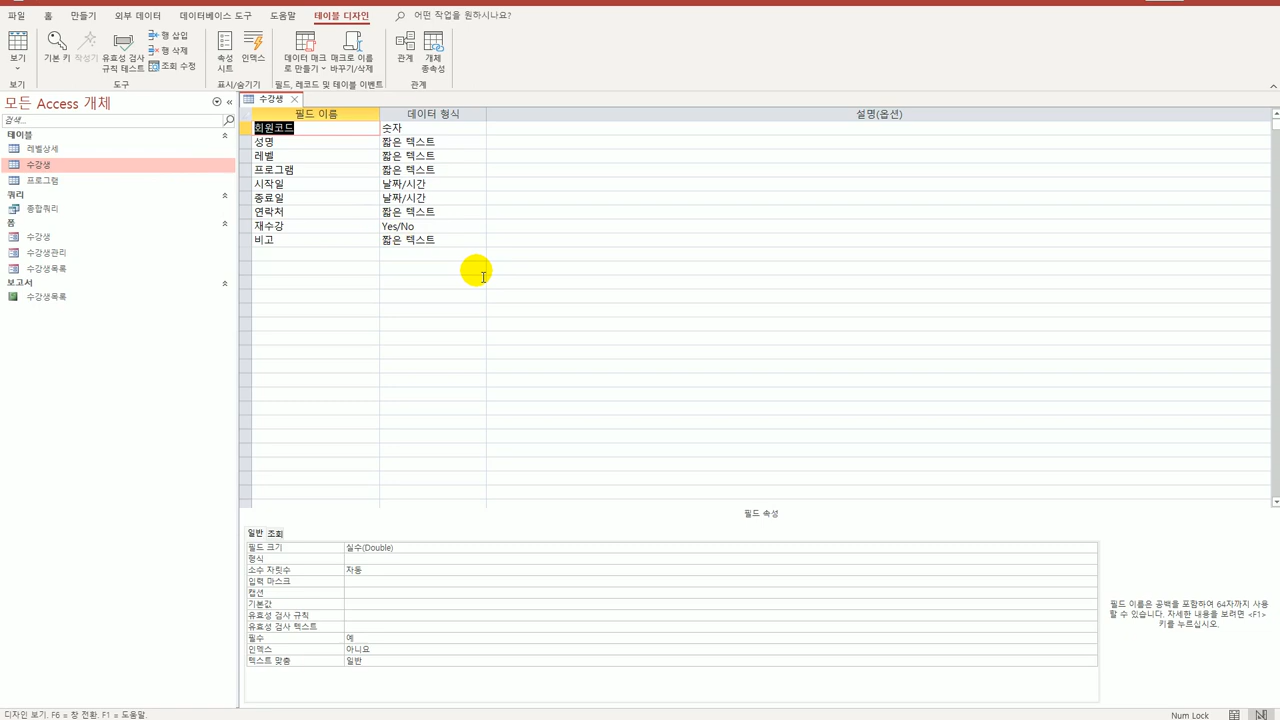 파일 홈 만들기 외부 데이터 데이터베이스 도구 도움말 테이블 디자인 어떤 작업을 원하시나요?
보기
기본 키
작성기
유효성 검사
규칙 테스트
행 삽입
행 삭제
조회 수정
속성
시트
인덱스
데이터 매크
로 만들기
매크로 이름
바꾸기/삭제
관계
개체
종속성
보기 도구 표시/숨기기 필드, 레코드 및 테이블 이벤트 관계
모든 Access 개체
검색...
테이블
레벨상세
수강생
프로그램
쿼리
종합쿼리
폼
수강생
수강생관리
수강생목록
보고서
수강생목록
수강생
필드 이름 데이터 형식 설명(옵션)
회원코드 숫자
성명 짧은 텍스트
레벨 짧은 텍스트
프로그램 짧은 텍스트
시작일 날짜/시간
종료일 날짜/시간
연락처 짧은 텍스트
재수강 Yes/No
비고 짧은 텍스트
필드 속성
일반 조회
필드 크기 실수(Double)
형식
소수 자릿수 자동
입력 마스크
캡션
기본값
유효성 검사 규칙
유효성 검사 텍스트
필수 예
인덱스 아니요
텍스트 맞춤 일반
필드 이름은 공백을 포함하여 64자까지 사용
할 수 있습니다. 자세한 내용을 보려면 <F1>
키를 누르십시오.
디자인 보기. F6 = 창 전환. F1 = 도움말.
Num Lock